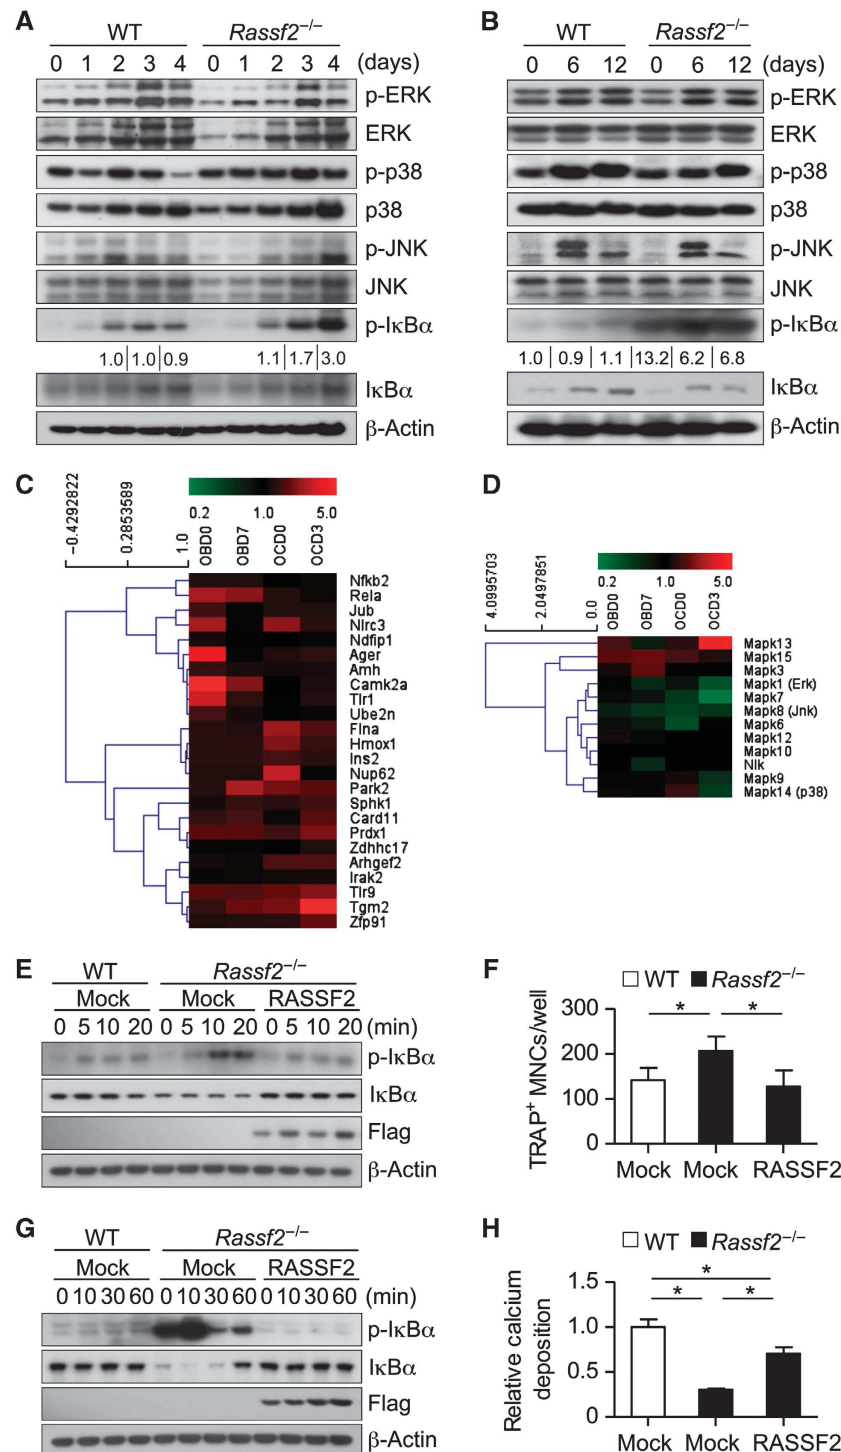 A
WT Rassf2−/−
0 1 2 3 4 0 1 2 3 4 (days)
p-ERK
ERK
p-p38
p38
p-JNK
JNK
p-IκBα
1.0 1.0 0.9 1.1 1.7 3.0
IκBα
β-Actin
B
WT Rassf2−/−
0 6 12 0 6 12 (days)
p-ERK
ERK
p-p38
p38
p-JNK
JNK
p-IκBα
1.0 0.9 1.1 13.2 6.2 6.8
IκBα
β-Actin
C
−0.4292822
0.2853589
1.0
0.2 1.0 5.0
OBD0 OBD7 OCD0 OCD3
Nfkb2
Rela
Jub
Nlrc3
Ndfip1
Ager
Amh
Camk2a
Tlr1
Ube2n
Flna
Hmox1
Ins2
Nup62
Park2
Sphk1
Card11
Prdx1
Zdhhc17
Arhgef2
Irak2
Tlr9
Tgm2
Zfp91
D
4.0995703
2.0497851
0.0
0.2 1.0 5.0
OBD0 OBD7 OCD0 OCD3
Mapk13
Mapk15
Mapk3
Mapk1 (Erk)
Mapk7
Mapk8 (Jnk)
Mapk6
Mapk12
Mapk10
Nlk
Mapk9
Mapk14 (p38)
E
WT Rassf2−/−
Mock Mock RASSF2
0 5 10 20 0 5 10 20 0 5 10 20 (min)
p-IκBα
IκBα
Flag
β-Actin
F
WT Rassf2−/−
TRAP+ MNCs/well
300
200
100
0
* *
Mock Mock RASSF2
G
WT Rassf2−/−
Mock Mock RASSF2
0 10 30 60 0 10 30 60 0 10 30 60 (min)
p-IκBα
IκBα
Flag
β-Actin
H
WT Rassf2−/−
Relative calcium
deposition
1.5
1.0
0.5
0
*
* *
Mock Mock RASSF2